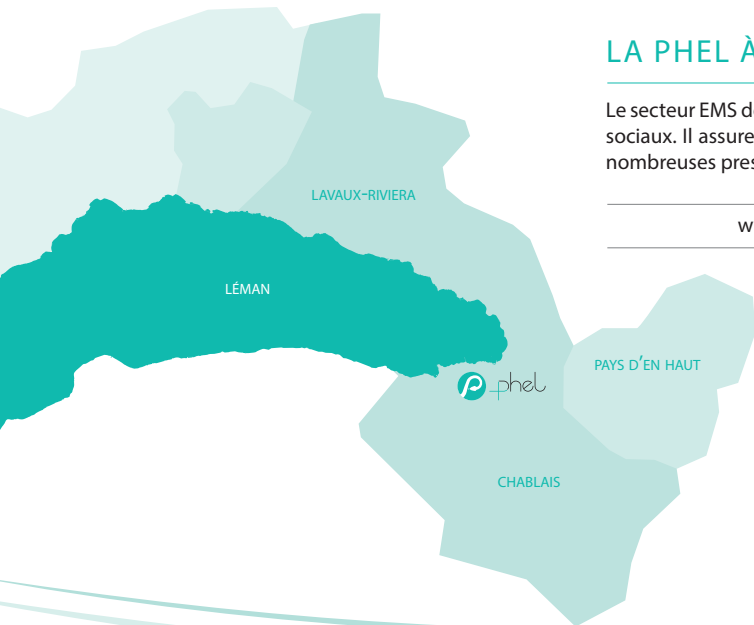 LA PHEL À
Le secteur EMS d
sociaux. Il assure
nombreuses pres
w
LAVAUX-RIVIERA
LÉMAN
PAYS D'EN HAUT
phel
CHABLAIS